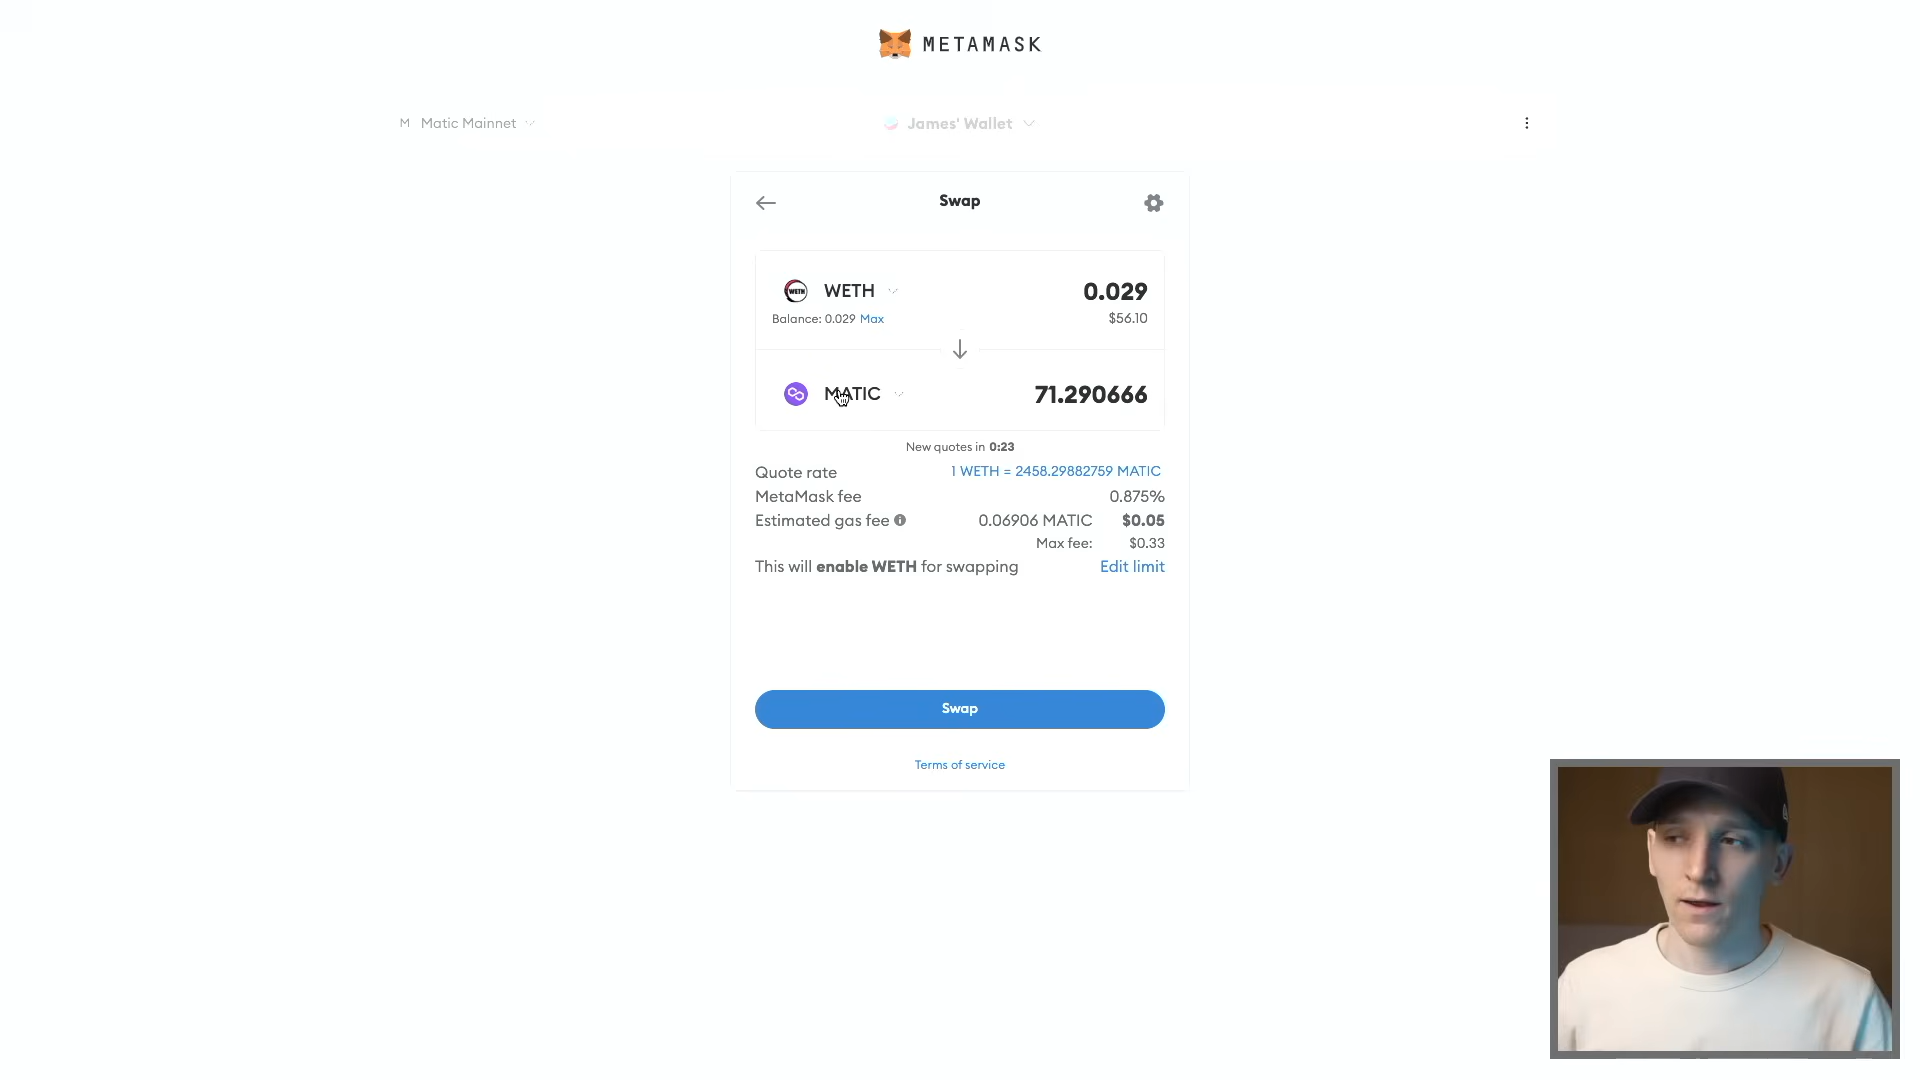 METAMASK
M Matic Mainnet
James' Wallet
Swap
WETH
WETH 0.029
Balance: 0.029 Max $56.10
MATIC 71.290666
New quotes in 0:23
Quote rate 1 WETH = 2458.29882759 MATIC
MetaMask fee 0.875%
Estimated gas fee 0.06906 MATIC $0.05
Max fee: $0.33
This will enable WETH for swapping Edit limit
Swap
Terms of service